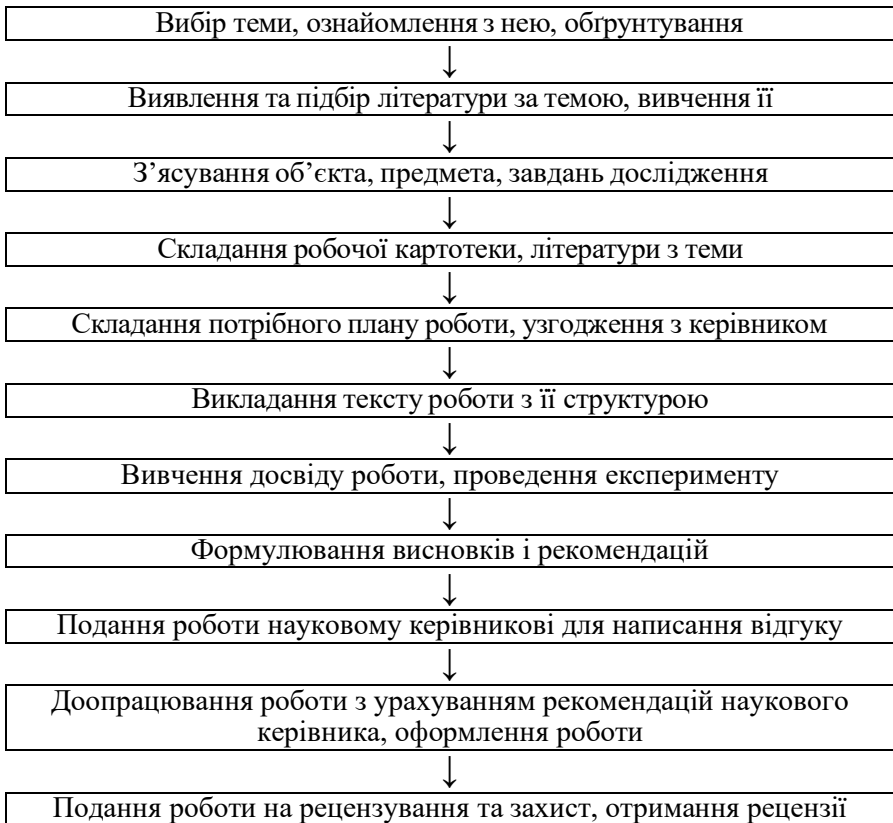 Вибір теми, ознайомлення з нею, обґрунтування
↓
Виявлення та підбір літератури за темою, вивчення її
↓
З’ясування об’єкта, предмета, завдань дослідження
↓
Складання робочої картотеки, літератури з теми
↓
Складання потрібного плану роботи, узгодження з керівником
↓
Викладання тексту роботи з її структурою
↓
Вивчення досвіду роботи, проведення експерименту
↓
Формулювання висновків і рекомендацій
↓
Подання роботи науковому керівникові для написання відгуку
↓
Доопрацювання роботи з урахуванням рекомендацій наукового
керівника, оформлення роботи
↓
Подання роботи на рецензування та захист, отримання рецензії